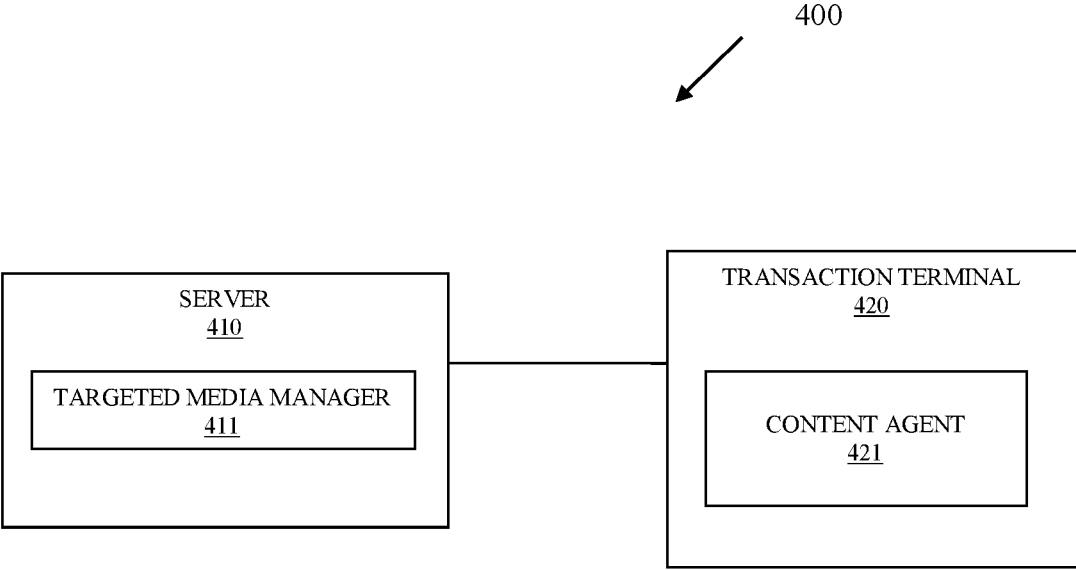 400
SERVER
410
TARGETED MEDIA MANAGER
411
TRANSACTION TERMINAL
420
CONTENT AGENT
421